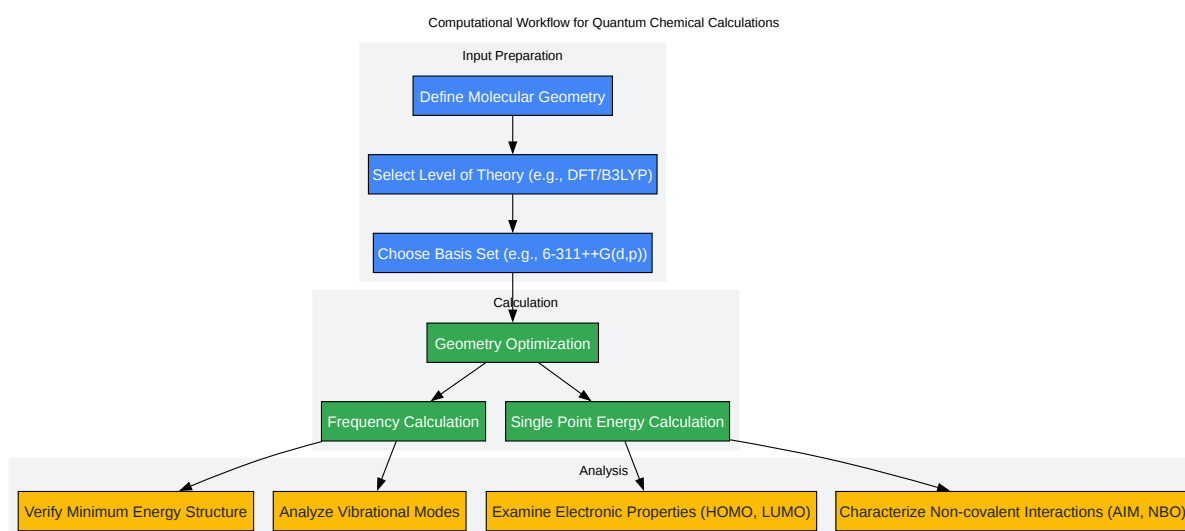 Computational Workflow for Quantum Chemical Calculations
Input Preparation
Define Molecular Geometry
Select Level of Theory (e.g., DFT/B3LYP)
Choose Basis Set (e.g., 6-311++G(d,p))
Calculation
Geometry Optimization
Frequency Calculation
Single Point Energy Calculation
Analysis
Verify Minimum Energy Structure
Analyze Vibrational Modes
Examine Electronic Properties (HOMO, LUMO)
Characterize Non-covalent Interactions (AIM, NBO)